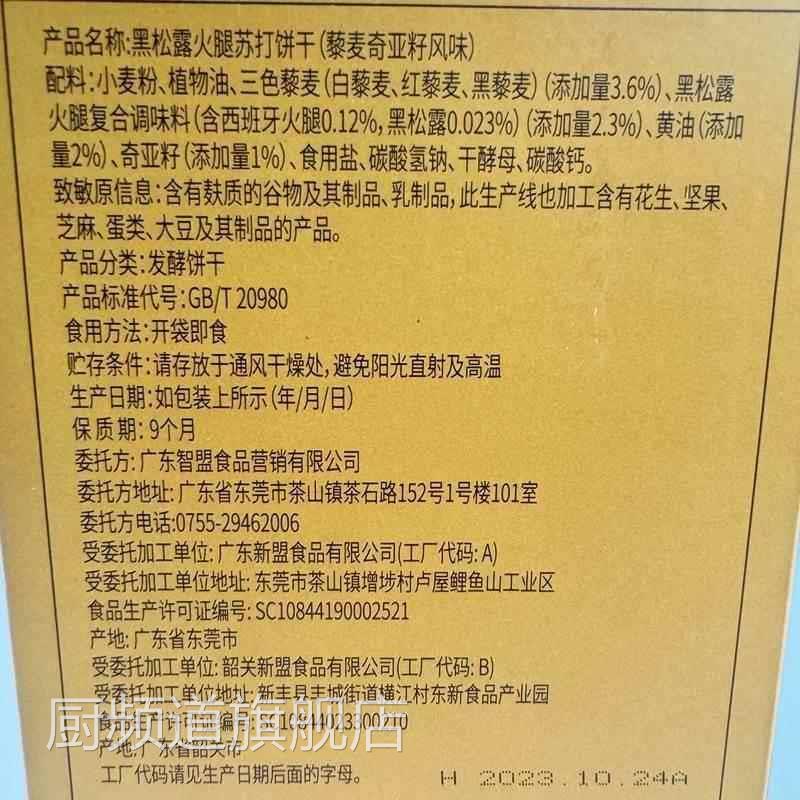 产品名称:黑松露火腿苏打饼干(藜麦奇亚籽风味)
配料:小麦粉、植物油、三色藜麦(白藜麦、红藜麦、黑藜麦)(添加量3.6%)、黑松露
火腿复合调味料(含西班牙火腿0.12%,黑松露0.023%)(添加量2.3%)、黄油(添加
量2%)、奇亚籽(添加量1%)、食用盐、碳酸氢钠、干酵母、碳酸钙。
致敏原信息:含有麸质的谷物及其制品、乳制品,此生产线也加工含有花生、坚果、
芝麻、蛋类、大豆及其制品的产品。
产品分类:发酵饼干
产品标准代号:GB/T 20980
食用方法:开袋即食
贮存条件:请存放于通风干燥处,避免阳光直射及高温
生产日期:如包装上所示(年/月/日)
保质期:9个月
委托方:广东智盟食品营销有限公司
委托方地址:广东省东莞市茶山镇茶石路152号1号楼101室
委托方电话:0755-29462006
受委托加工单位:广东新盟食品有限公司(工厂代码:A)
受委托加工单位地址:东莞市茶山镇增埗村卢屋鲤鱼山工业区
食品生产许可证编号:SC10844190002521
产地:广东省东莞市
受委托加工单位:韶关新盟食品有限公司(工厂代码:B)
受委托加工单位地址:新丰县丰城街道横江村东新食品产业园
食品生产许可证编号:SC10844023300210
产地:广东省韶关市
厨频道旗舰店
工厂代码请见生产日期后面的字母。
H 2023.10.24A